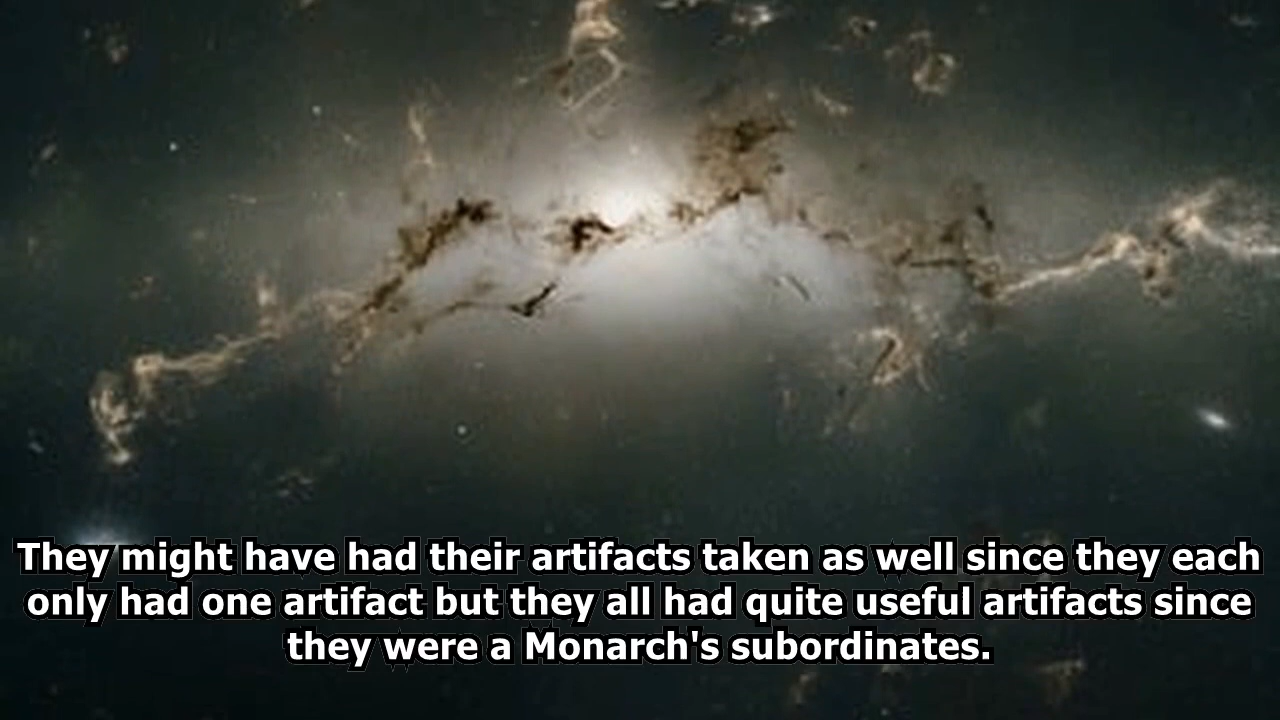 They might have had their artifacts taken as well since they each
only had one artifact but they all had quite useful artifacts since
they were a Monarch's subordinates.